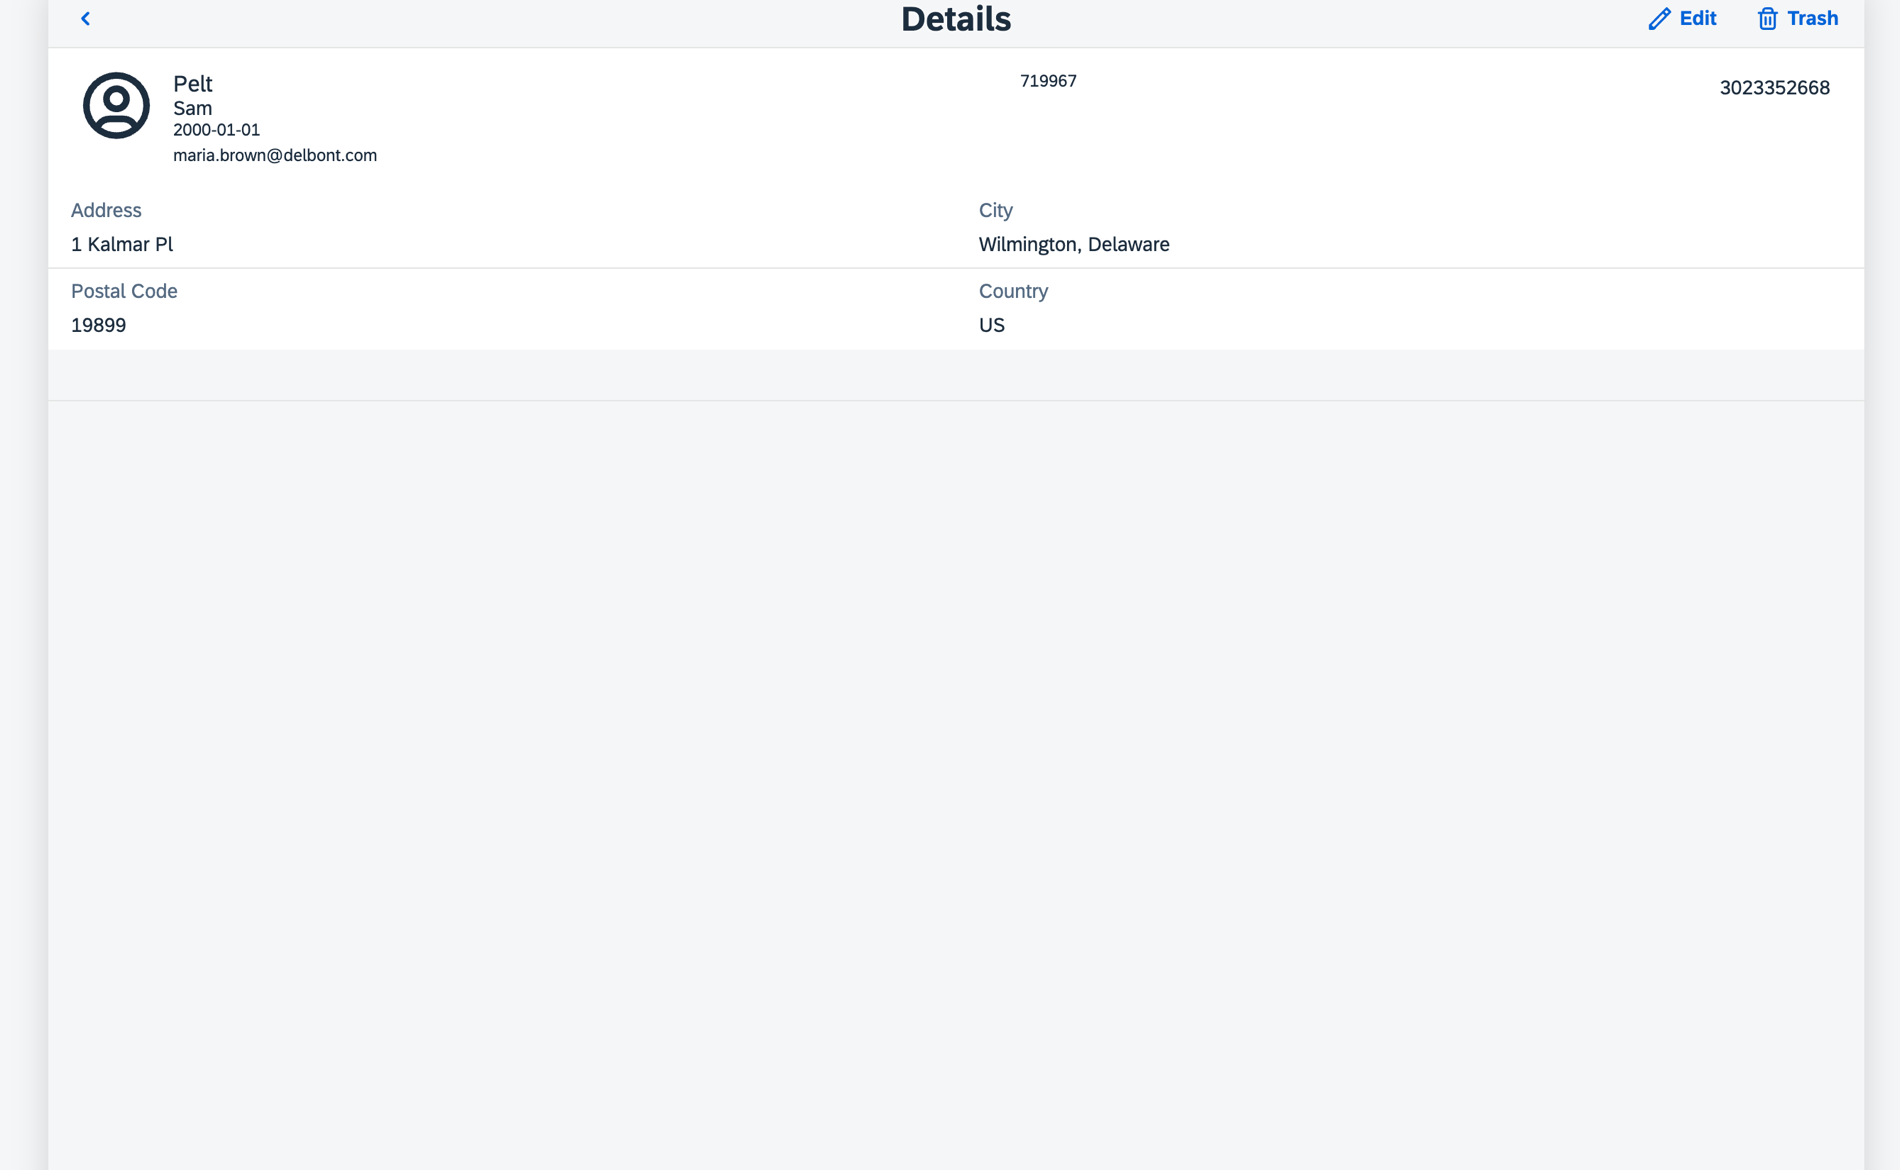 Details
Edit
Trash
Pelt
Sam
2000-01-01
maria.brown@delbont.com
719967
3023352668
Address
1 Kalmar Pl
City
Wilmington, Delaware
Postal Code
19899
Country
US